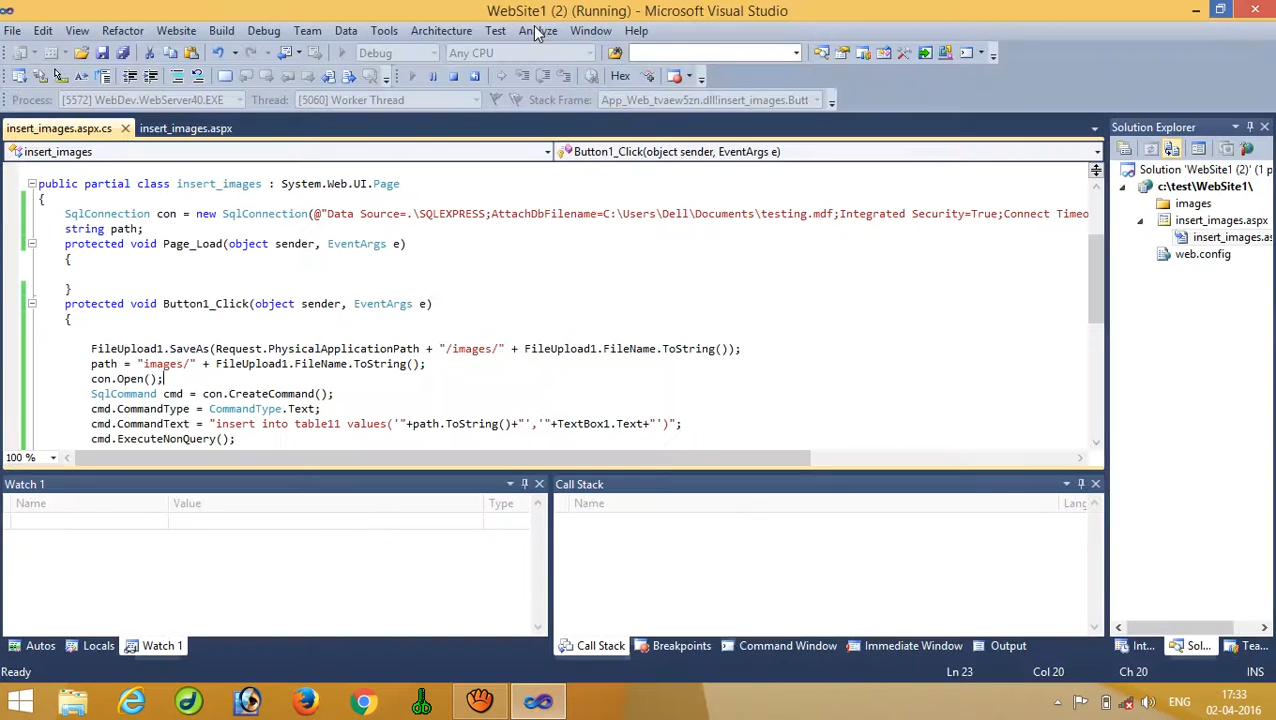 WebSite1 (2) (Running) - Microsoft Visual Studio
File Edit View Refactor Website Build Debug Team Data Tools Architecture Test Analyze Window Help
Debug Any CPU
Hex
Process: [5572] WebDev.WebServer40.EXE Thread: [5060] Worker Thread Stack Frame: App_Web_tvaew5zn.dll!insert_images.Butt
insert_images.aspx.cs insert_images.aspx
insert_images Button1_Click(object sender, EventArgs e)
public partial class insert_images : System.Web.UI.Page
{
SqlConnection con = new SqlConnection(@"Data Source=.\SQLEXPRESS;AttachDbFilename=C:\Users\Dell\Documents\testing.mdf;Integrated Security=True;Connect Timeo
string path;
protected void Page_Load(object sender, EventArgs e)
{
}
protected void Button1_Click(object sender, EventArgs e)
{
FileUpload1.SaveAs(Request.PhysicalApplicationPath + "/images/" + FileUpload1.FileName.ToString());
path = "images/" + FileUpload1.FileName.ToString();
con.Open();
SqlCommand cmd = con.CreateCommand();
cmd.CommandType = CommandType.Text;
cmd.CommandText = "insert into table11 values('"+path.ToString()+"','"+TextBox1.Text+"')";
cmd.ExecuteNonQuery();
100 %
Solution Explorer
Solution 'WebSite1 (2)' (1 p
c:\test\WebSite1\
images
insert_images.aspx
insert_images.as
web.config
Watch 1
Name Value Type
Call Stack
Name Lang
Autos Locals Watch 1
Call Stack Breakpoints Command Window Immediate Window Output
Int... Sol... Tea...
Ready Ln 23 Col 20 Ch 20 INS
ENG
17:33
02-04-2016